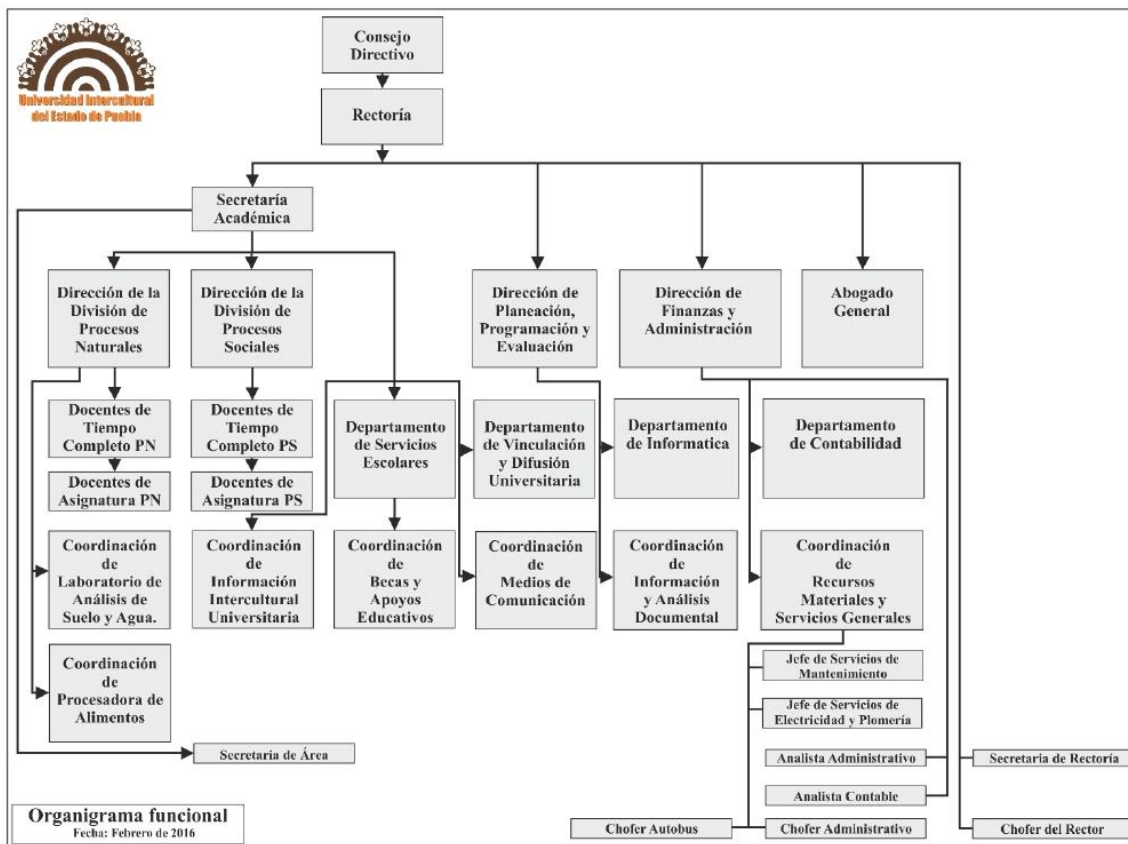 Universidad Intercultural
del Estado de Puebla
Consejo
Directivo
Rectoría
Secretaría
Académica
Dirección de la
División de
Procesos
Naturales
Dirección de la
División de
Procesos
Sociales
Dirección de
Planeación,
Programación y
Evaluación
Dirección de
Finanzas y
Administración
Abogado
General
Docentes de
Tiempo
Completo PN
Docentes de
Tiempo
Completo PS
Departamento
de Servicios
Escolares
Departamento
de Vinculación
y Difusión
Universitaria
Departamento
de Informatica
Departamento
de Contabilidad
Docentes de
Asignatura PN
Docentes de
Asignatura PS
Coordinación
de
Laboratorio de
Análisis de
Suelo y Agua.
Coordinación
de
Información
Intercultural
Universitaria
Coordinación
de
Becas y
Apoyos
Educativos
Coordinación
de
Medios de
Comunicación
Coordinación
de
Información
y Análisis
Documental
Coordinación
de
Recursos
Materiales y
Servicios Generales
Coordinación
de
Procesadora de
Alimentos
Jefe de Servicios de
Mantenimiento
Jefe de Servicios de
Electricidad y Plomería
Secretaria de Área
Analista Administrativo
Secretaria de Rectoría
Analista Contable
Chofer Autobus
Chofer Administrativo
Chofer del Rector
Organigrama funcional
Fecha: Febrero de 2016